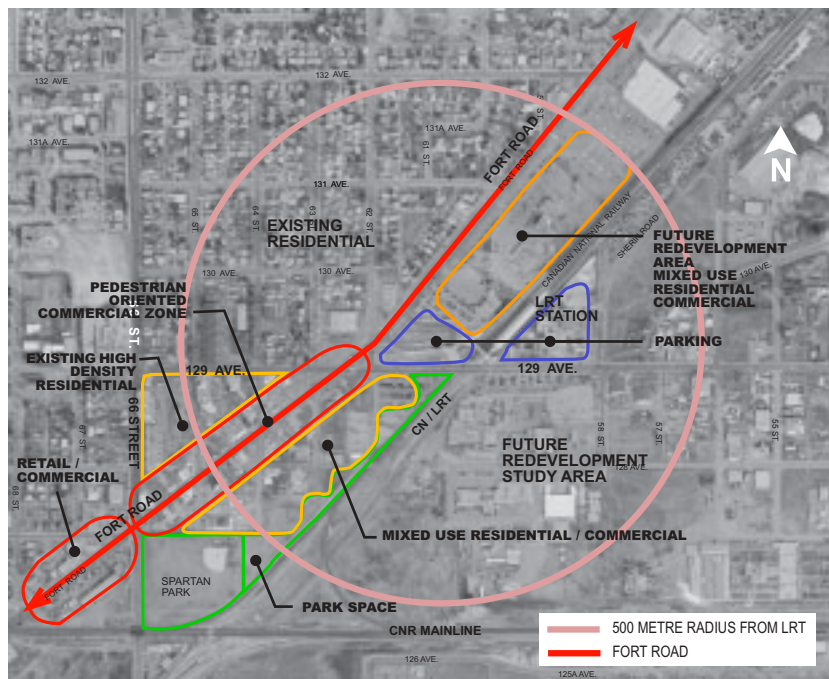 132 AVE.
132 AVE.
131A AVE.
131A AVE.
61 ST.
ST.
FORT ROAD
FORT ROAD
N
131 AVE.
65 ST.
64 ST.
63
62 ST.
EXISTING
RESIDENTIAL
CANADIAN NATIONAL RAILWAY
SHERIN ROAD
FUTURE
REDEVELOPMENT
AREA
MIXED USE
RESIDENTIAL
COMMERCIAL
130 AVE.
130 AVE.
130 AVE.
PEDESTRIAN
ORIENTED
COMMERCIAL ZONE
ST.
LRT
STATION
PARKING
EXISTING HIGH
DENSITY
RESIDENTIAL
129 AVE.
129 AVE.
66 STREET
CN / LRT
67 ST.
58 ST.
57 ST.
55 ST.
FUTURE
REDEVELOPMENT
STUDY AREA
128 AVE.
RETAIL /
COMMERCIAL
68 ST.
FORT ROAD
MIXED USE RESIDENTIAL / COMMERCIAL
FORT ROAD
SPARTAN
PARK
PARK SPACE
CNR MAINLINE
126 AVE.
125A AVE.
500 METRE RADIUS FROM LRT
FORT ROAD